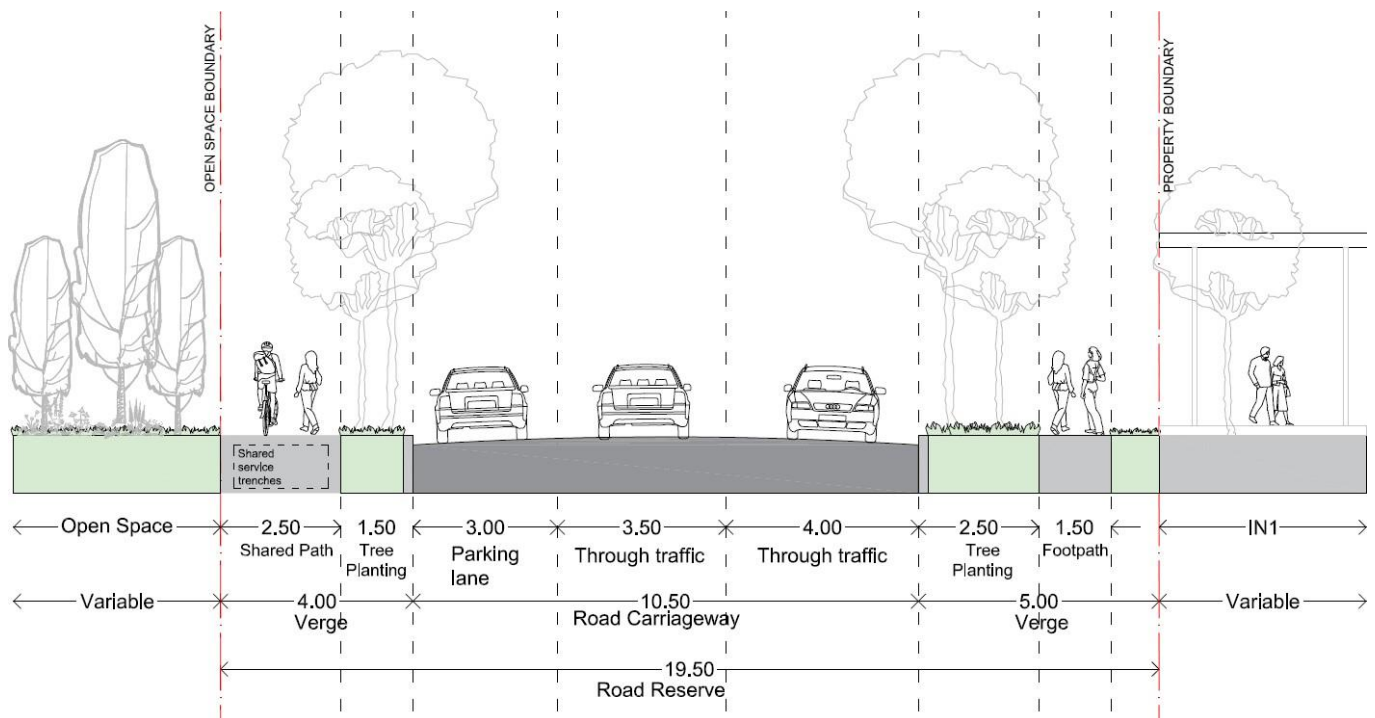 OPEN SPACE BOUNDARY
PROPERTY BOUNDARY
Shared
service
trenches
Open Space
2.50
Shared Path
1.50
Tree
Planting
3.00
Parking
lane
3.50
Through traffic
4.00
Through traffic
2.50
Tree
Planting
1.50
Footpath
IN1
Variable
4.00
Verge
10.50
Road Carriageway
5.00
Verge
Variable
19.50
Road Reserve